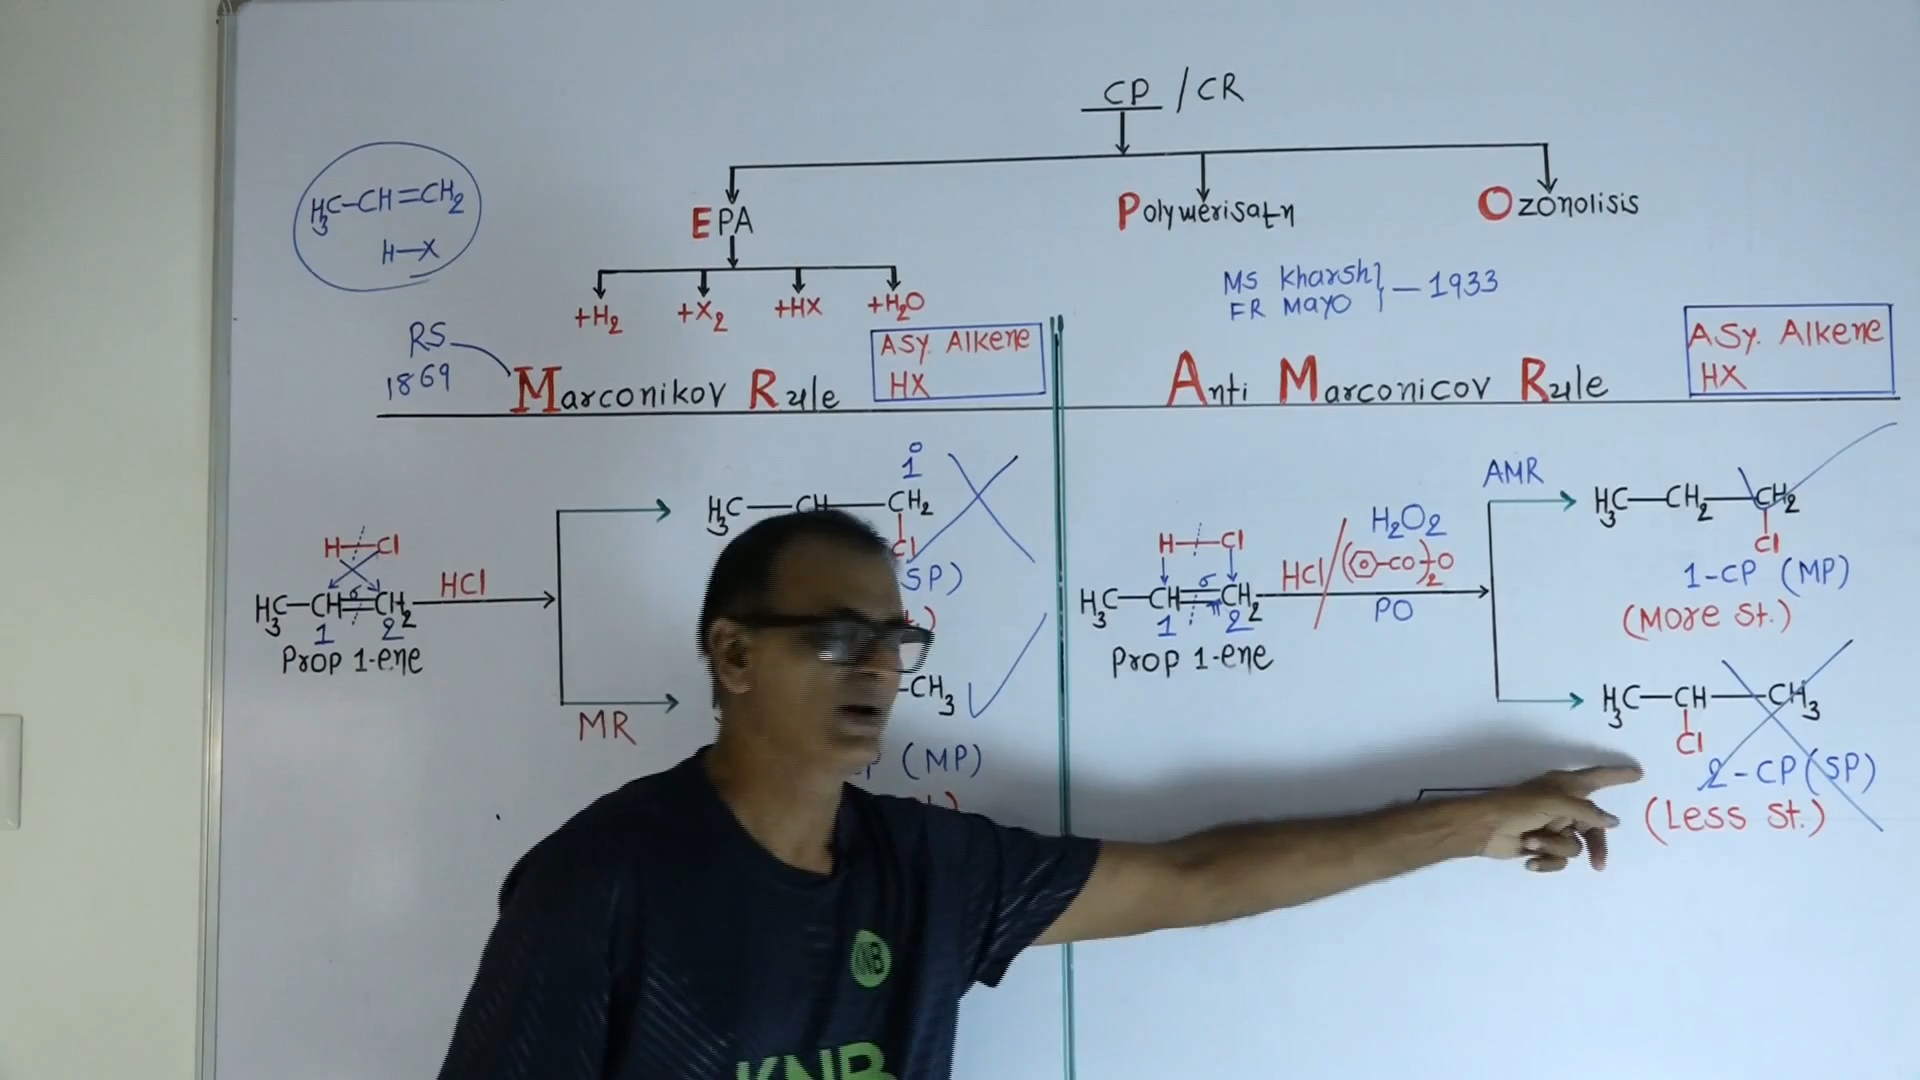 CP / CR
H3C-CH=CH2
H-X
EPA
Polymerisatn
Ozonolisis
+H2 +X2 +HX +H2O
MS Kharsh
FR Mayo } - 1933
RS
1869
Marconikov Rule
ASy. Alkene
HX
Anti Marconicov Rule
ASy. Alkene
HX
1°
H3C-CH-CH2
Cl
SP)
H-Cl
H3C-CH=CH2
σ
1 2
Prop 1-ene
HCl
MR
-CH3
(MP)
H-Cl
H3C-CH=CH2
σ
π
1 2
Prop 1-ene
HCl/
H2O2
(-CO)2O
PO
AMR
H3C-CH2-CH2
Cl
1-CP (MP)
(More St.)
H3C-CH-CH3
Cl
2-CP (SP)
(Less St.)
KNB
KNB